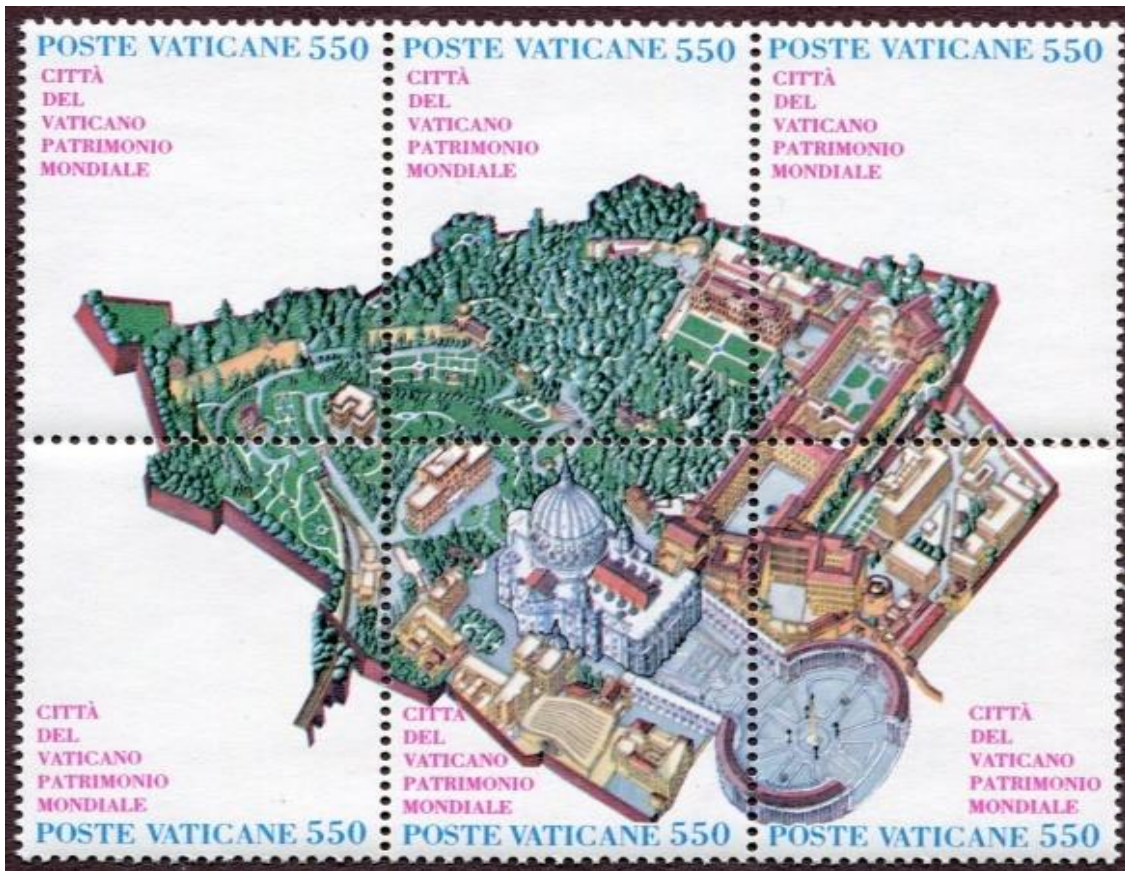 POSTE VATICANE 550
CITTÀ
DEL
VATICANO
PATRIMONIO
MONDIALE
POSTE VATICANE 550
CITTÀ
DEL
VATICANO
PATRIMONIO
MONDIALE
POSTE VATICANE 550
CITTÀ
DEL
VATICANO
PATRIMONIO
MONDIALE
CITTÀ
DEL
VATICANO
PATRIMONIO
MONDIALE
POSTE VATICANE 550
CITTÀ
DEL
VATICANO
PATRIMONIO
MONDIALE
POSTE VATICANE 550
CITTÀ
DEL
VATICANO
PATRIMONIO
MONDIALE
POSTE VATICANE 550